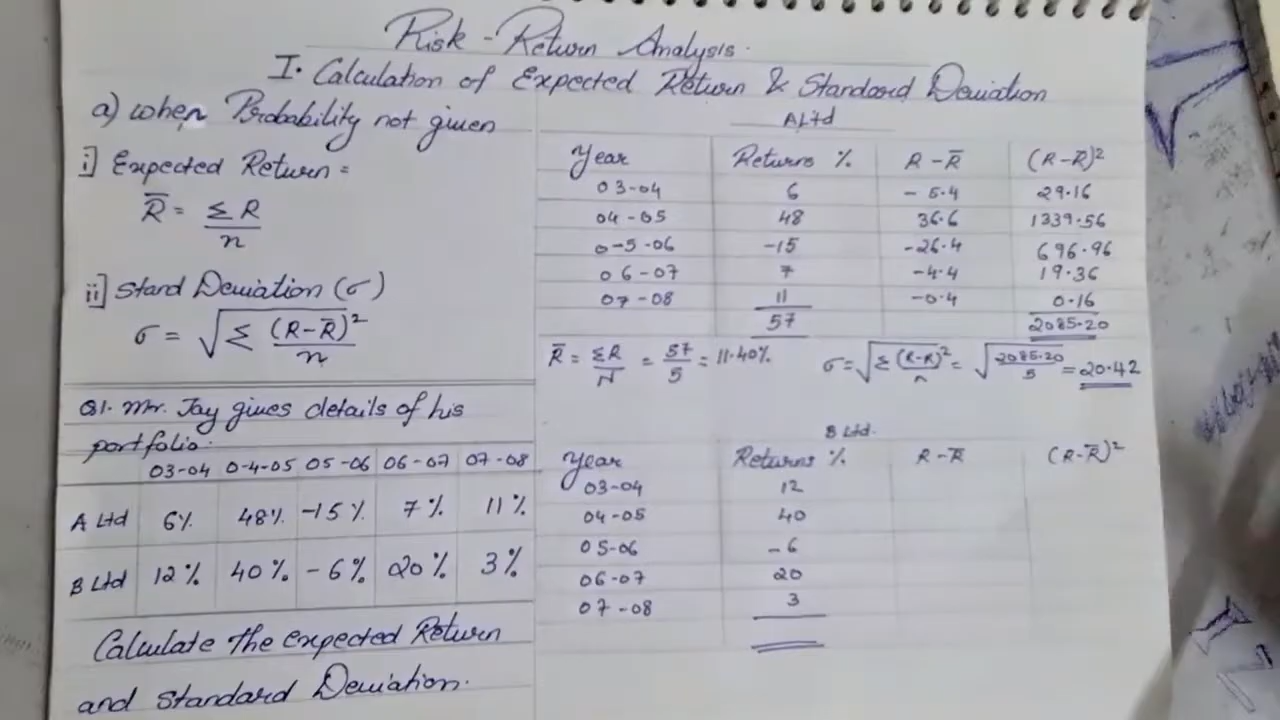 Risk - Return Analysis.
I. Calculation of Expected Return & Standard Deviation
a) when Probability not given
i] Expected Return =
R̅ = ΣR / n
ii] Stand Deviation (σ)
σ = √Σ (R-R̅)² / n
Q1. Mr. Jay gives details of his
portfolio.
03-04 0-4-05 05-06 06-07 07-08
A Ltd 6% 48% -15% 7% 11%
B Ltd 12% 40% -6% 20% 3%
Calculate the expected Return
and Standard Deviation.
A Ltd
Year Returns % R-R̅ (R-R̅)²
03-04 6 -5.4 29.16
04-05 48 36.6 1339.56
0-5-06 -15 -26.4 696.96
06-07 7 -4.4 19.36
07-08 11 -0.4 0.16
57 2085.20
R̅ = ΣR / N = 57 / 5 = 11.40% σ = √Σ (R-R)² / n = √2085.20 / 5 = 20.42
B Ltd.
Year Returns % R-R̅ (R-R̅)²
03-04 12
04-05 40
05-06 -6
06-07 20
07-08 3